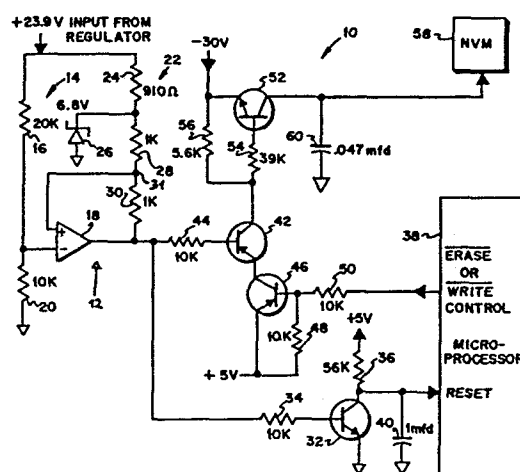 +23.9V INPUT FROM
REGULATOR
14
24
22
910Ω
-30V
10
58
NVM
52
20K
16
6.8V
26
1K
28
31
30
1K
56
5.6K
54
39K
60
.047mfd
18
+
-
44
10K
42
38
10K
20
12
46
50
10K
ERASE
OR
WRITE
CONTROL
10K
48
+5V
+5V
MICRO-
PROCESSOR
56K
36
RESET
34
10K
32
40
1mfd